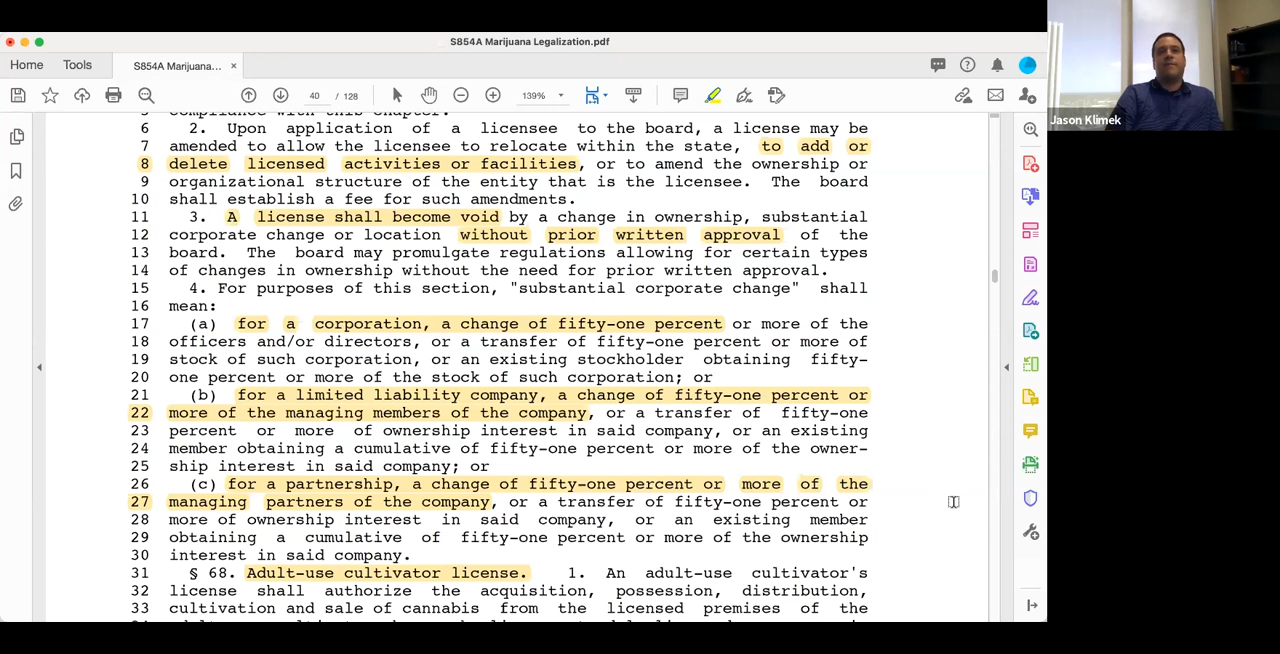 S854A Marijuana Legalization.pdf
Home Tools S854A Marijuana... ×
40 / 128 139%
Jason Klimek
6 2. Upon application of a licensee to the board, a license may be
7 amended to allow the licensee to relocate within the state, to add or
8 delete licensed activities or facilities, or to amend the ownership or
9 organizational structure of the entity that is the licensee. The board
10 shall establish a fee for such amendments.
11 3. A license shall become void by a change in ownership, substantial
12 corporate change or location without prior written approval of the
13 board. The board may promulgate regulations allowing for certain types
14 of changes in ownership without the need for prior written approval.
15 4. For purposes of this section, "substantial corporate change" shall
16 mean:
17 (a) for a corporation, a change of fifty-one percent or more of the
18 officers and/or directors, or a transfer of fifty-one percent or more of
19 stock of such corporation, or an existing stockholder obtaining fifty-
20 one percent or more of the stock of such corporation; or
21 (b) for a limited liability company, a change of fifty-one percent or
22 more of the managing members of the company, or a transfer of fifty-one
23 percent or more of ownership interest in said company, or an existing
24 member obtaining a cumulative of fifty-one percent or more of the owner-
25 ship interest in said company; or
26 (c) for a partnership, a change of fifty-one percent or more of the
27 managing partners of the company, or a transfer of fifty-one percent or
28 more of ownership interest in said company, or an existing member
29 obtaining a cumulative of fifty-one percent or more of the ownership
30 interest in said company.
31 § 68. Adult-use cultivator license. 1. An adult-use cultivator's
32 license shall authorize the acquisition, possession, distribution,
33 cultivation and sale of cannabis from the licensed premises of the